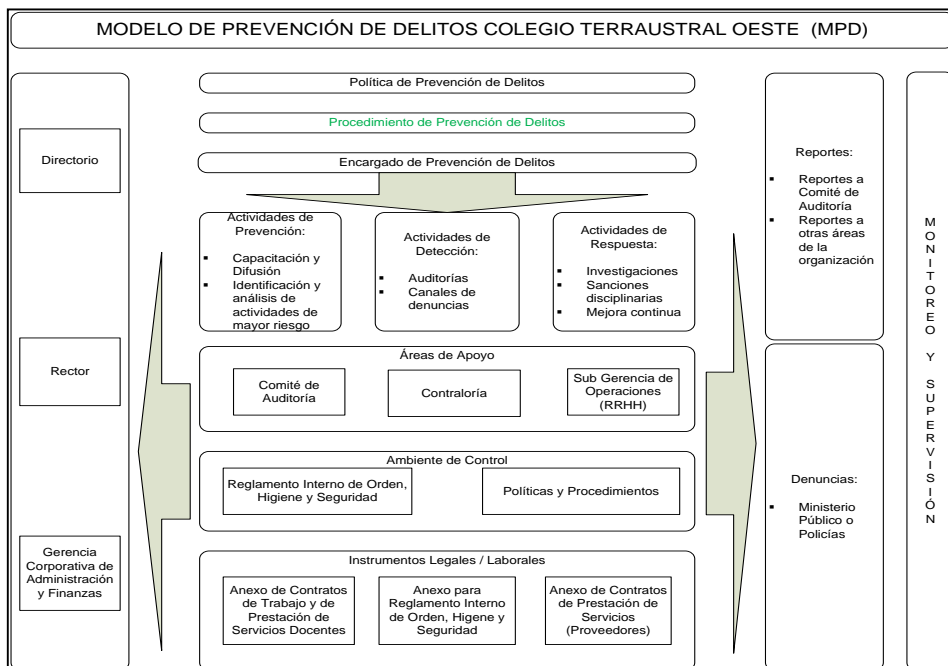 MODELO DE PREVENCIÓN DE DELITOS COLEGIO TERRAUSTRAL OESTE (MPD)
Directorio
Rector
Gerencia
Corporativa de
Administración
y Finanzas
Política de Prevención de Delitos
Procedimiento de Prevención de Delitos
Encargado de Prevención de Delitos
Actividades de
Prevención:
▪ Capacitación y
Difusión
▪ Identificación y
análisis de
actividades de
mayor riesgo
Actividades de
Detección:
▪ Auditorías
▪ Canales de
denuncias
Actividades de
Respuesta:
▪ Investigaciones
▪ Sanciones
disciplinarias
▪ Mejora continua
Áreas de Apoyo
Comité de
Auditoría
Contraloría
Sub Gerencia de
Operaciones
(RRHH)
Ambiente de Control
Reglamento Interno de Orden,
Higiene y Seguridad
Políticas y Procedimientos
Instrumentos Legales / Laborales
Anexo de Contratos
de Trabajo y de
Prestación de
Servicios Docentes
Anexo para
Reglamento Interno
de Orden, Higene y
Seguridad
Anexo de Contratos
de Prestación de
Servicios
(Proveedores)
Reportes:
▪ Reportes a
Comité de
Auditoría
▪ Reportes a
otras áreas
de la
organización
Denuncias:
▪ Ministerio
Público o
Policías
MONITOREO Y SUPERVISIÓN